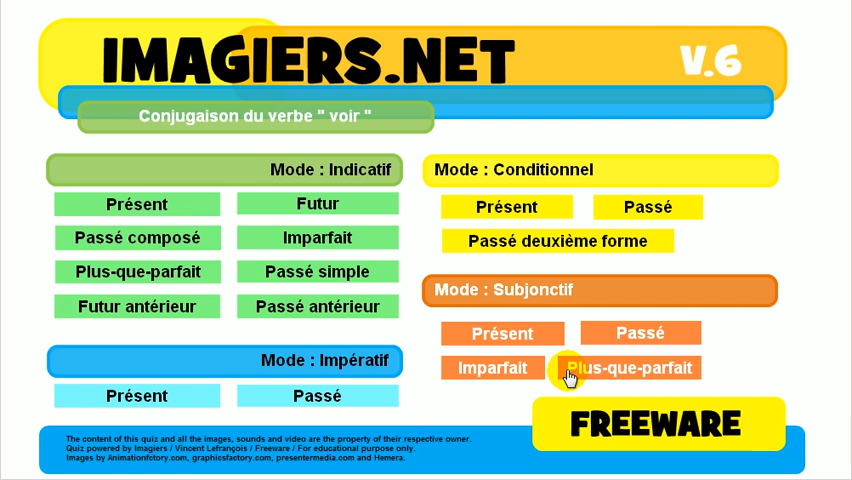 IMAGIERS.NET
V.6
Conjugaison du verbe " voir "
Mode : Indicatif
Présent
Futur
Passé composé
Imparfait
Plus-que-parfait
Passé simple
Futur antérieur
Passé antérieur
Mode : Impératif
Présent
Passé
Mode : Conditionnel
Présent
Passé
Passé deuxième forme
Mode : Subjonctif
Présent
Passé
Imparfait
Plus-que-parfait
FREEWARE
The content of this quiz and all the images, sounds and video are the property of their respective owner.
Quiz powered by Imagiers / Vincent Lefrançois / Freeware / For educational purpose only.
Images by Animationfctory.com, graphicsfactory.com, presentermedia.com and Hemera.